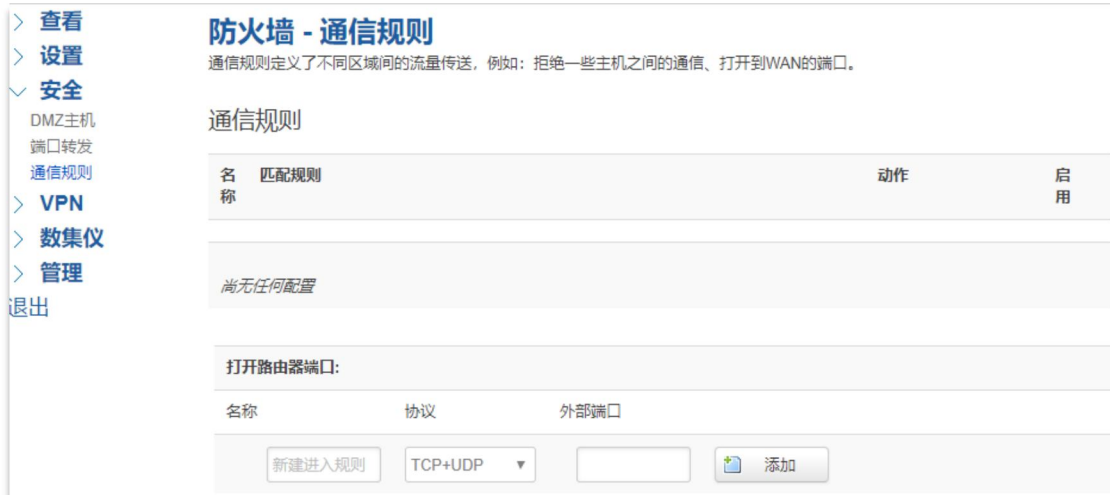 查看
设置
安全
DMZ主机
端口转发
通信规则
VPN
数集仪
管理
退出
防火墙 - 通信规则
通信规则定义了不同区域间的流量传送，例如：拒绝一些主机之间的通信、打开到WAN的端口。
通信规则
名称 匹配规则 动作 启用
尚无任何配置
打开路由器端口:
名称 协议 外部端口
新建进入规则 TCP+UDP 添加